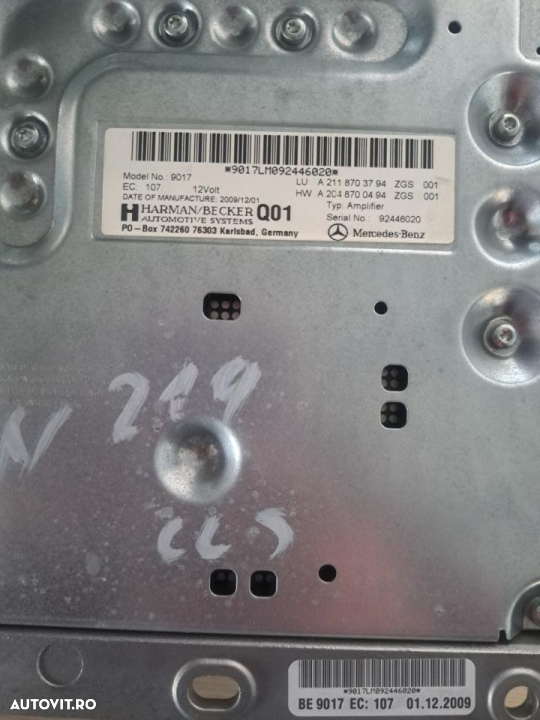 *9017LM092446020*
Model No.: 9017 LU A 211 870 37 94 ZGS 001
EC: 107 12Volt HW A 204 870 04 94 ZGS 001
DATE OF MANUFACTURE: 2009/12/01 Typ: Amplifier
HARMAN/BECKER Q01 Serial No.: 92446020
AUTOMOTIVE SYSTEMS
PO-Box 742260 76303 Karlsbad, Germany Mercedes-Benz
W 219
CLS
*9017LM092446020*
BE 9017 EC: 107 01.12.2009
AUTOVIT.RO
AUTOVIT.RO